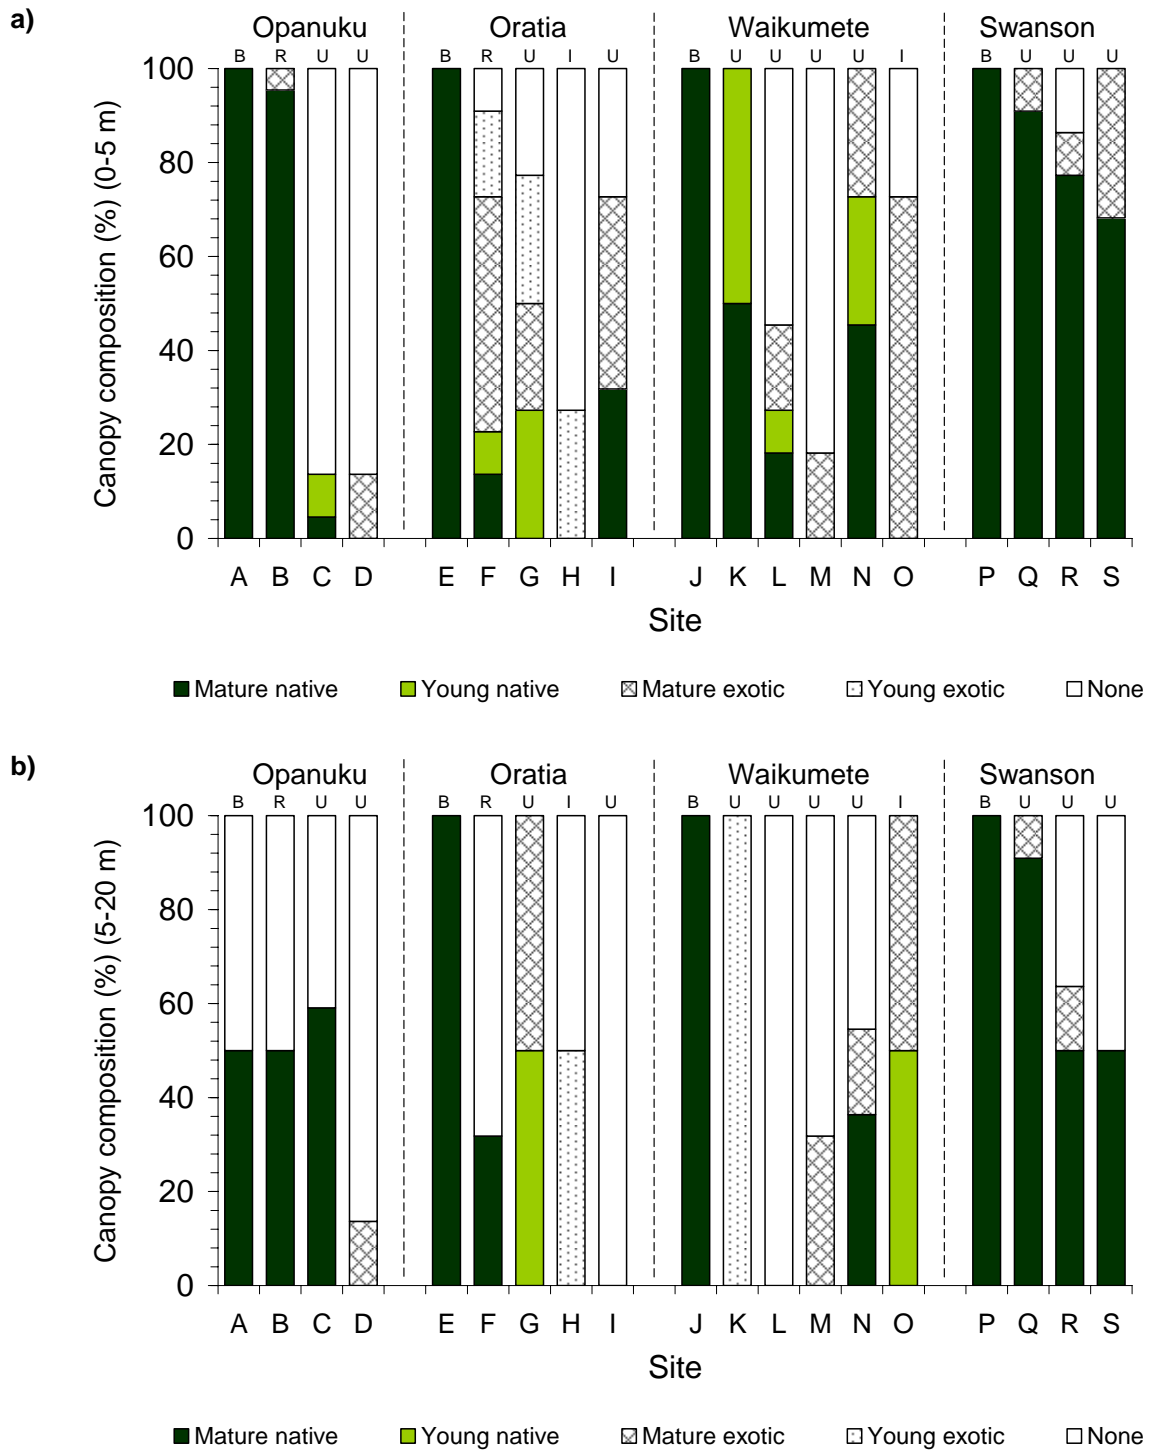 a)
Opanuku Oratia Waikumete Swanson
B R U U B R U I U B U U U U I B U U U
100
80
60
40
20
0
Canopy composition (%) (0-5 m)
A B C D E F G H I J K L M N O P Q R S
Site
Mature native Young native Mature exotic Young exotic None
b)
Opanuku Oratia Waikumete Swanson
B R U U B R U I U B U U U U I B U U U
100
80
60
40
20
0
Canopy composition (%) (5-20 m)
A B C D E F G H I J K L M N O P Q R S
Site
Mature native Young native Mature exotic Young exotic None